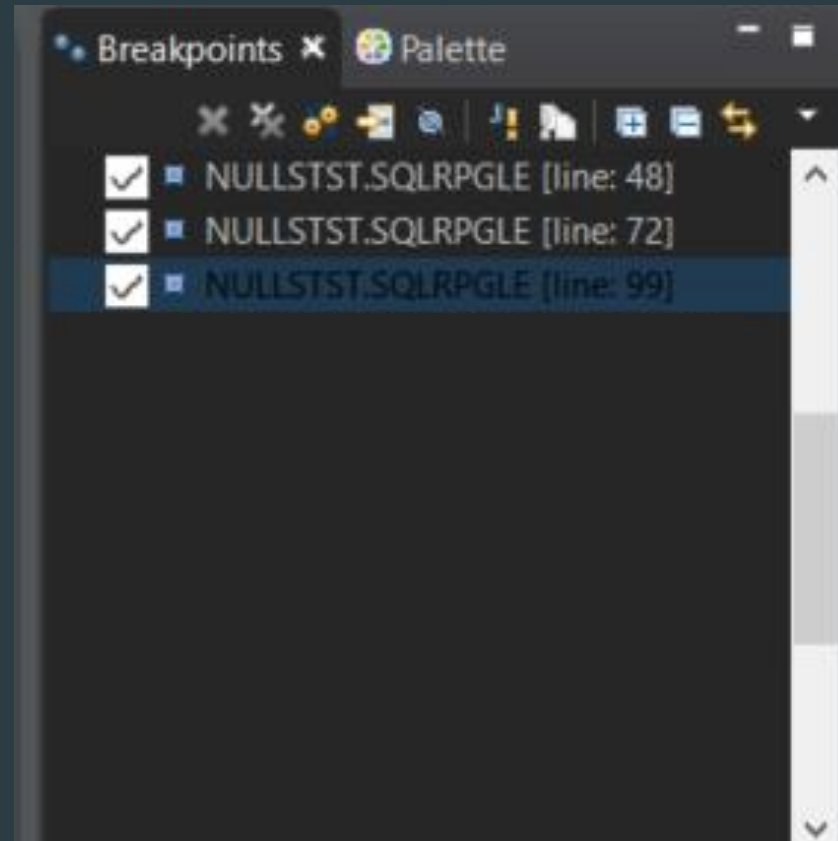 Breakpoints Palette
NULLSTST.SQLRPGLE [line: 48]
NULLSTST.SQLRPGLE [line: 72]
NULLSTST.SQLRPGLE [line: 99]